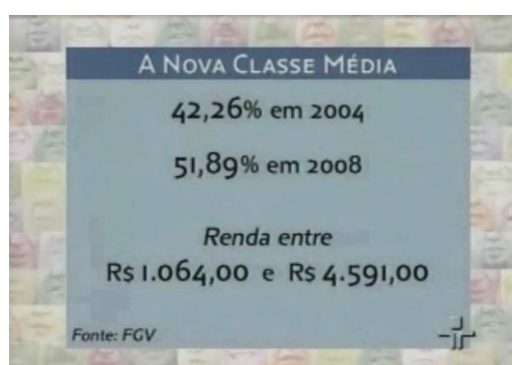 A Nova Classe Média
42,26% em 2004
51,89% em 2008
Renda entre
R$ 1.064,00 e R$ 4.591,00
Fonte: FGV